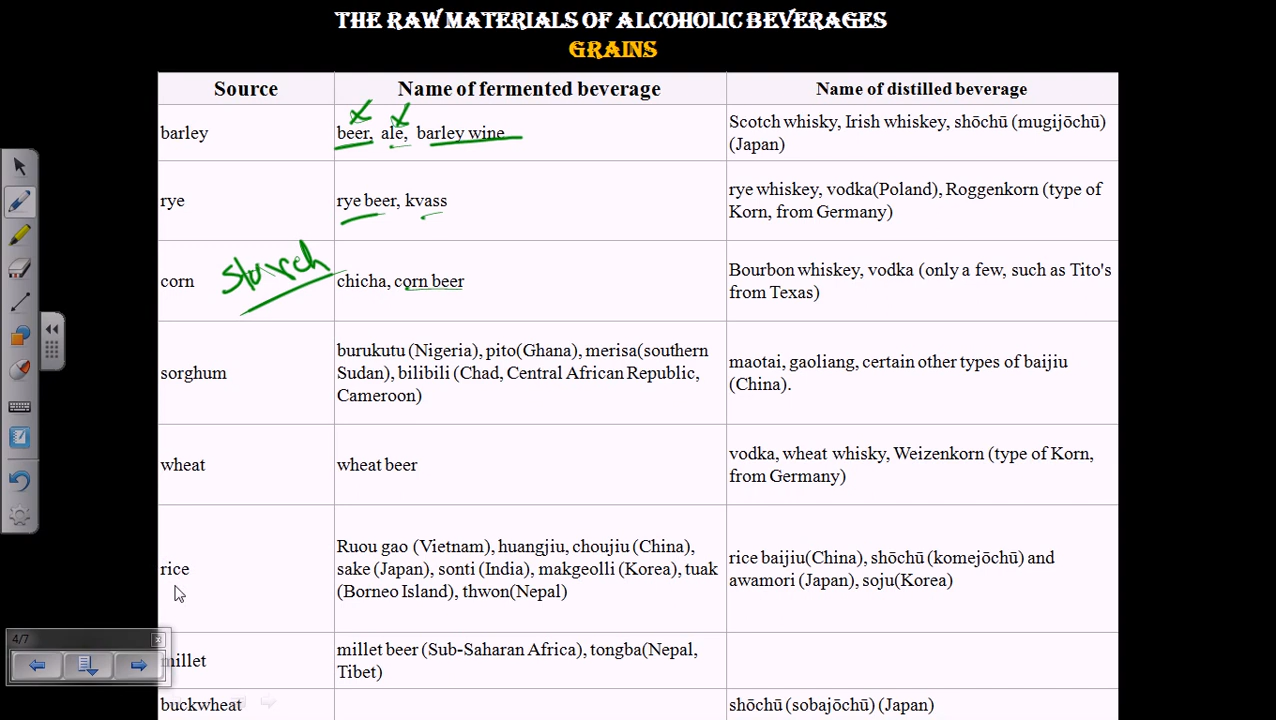 THE RAW MATERIALS OF ALCOHOLIC BEVERAGES
GRAINS
Source
Name of fermented beverage
Name of distilled beverage
barley
beer, ale, barley wine
Scotch whisky, Irish whiskey, shōchū (mugijōchū)
(Japan)
rye
rye beer, kvass
rye whiskey, vodka(Poland), Roggenkorn (type of
Korn, from Germany)
corn
starch
chicha, corn beer
Bourbon whiskey, vodka (only a few, such as Tito's
from Texas)
sorghum
burukutu (Nigeria), pito(Ghana), merisa(southern
Sudan), bilibili (Chad, Central African Republic,
Cameroon)
maotai, gaoliang, certain other types of baijiu
(China).
wheat
wheat beer
vodka, wheat whisky, Weizenkorn (type of Korn,
from Germany)
rice
Ruou gao (Vietnam), huangjiu, choujiu (China),
sake (Japan), sonti (India), makgeolli (Korea), tuak
(Borneo Island), thwon(Nepal)
rice baijiu(China), shōchū (komejōchū) and
awamori (Japan), soju(Korea)
4/7
millet
millet beer (Sub-Saharan Africa), tongba(Nepal,
Tibet)
buckwheat
shōchū (sobajōchū) (Japan)